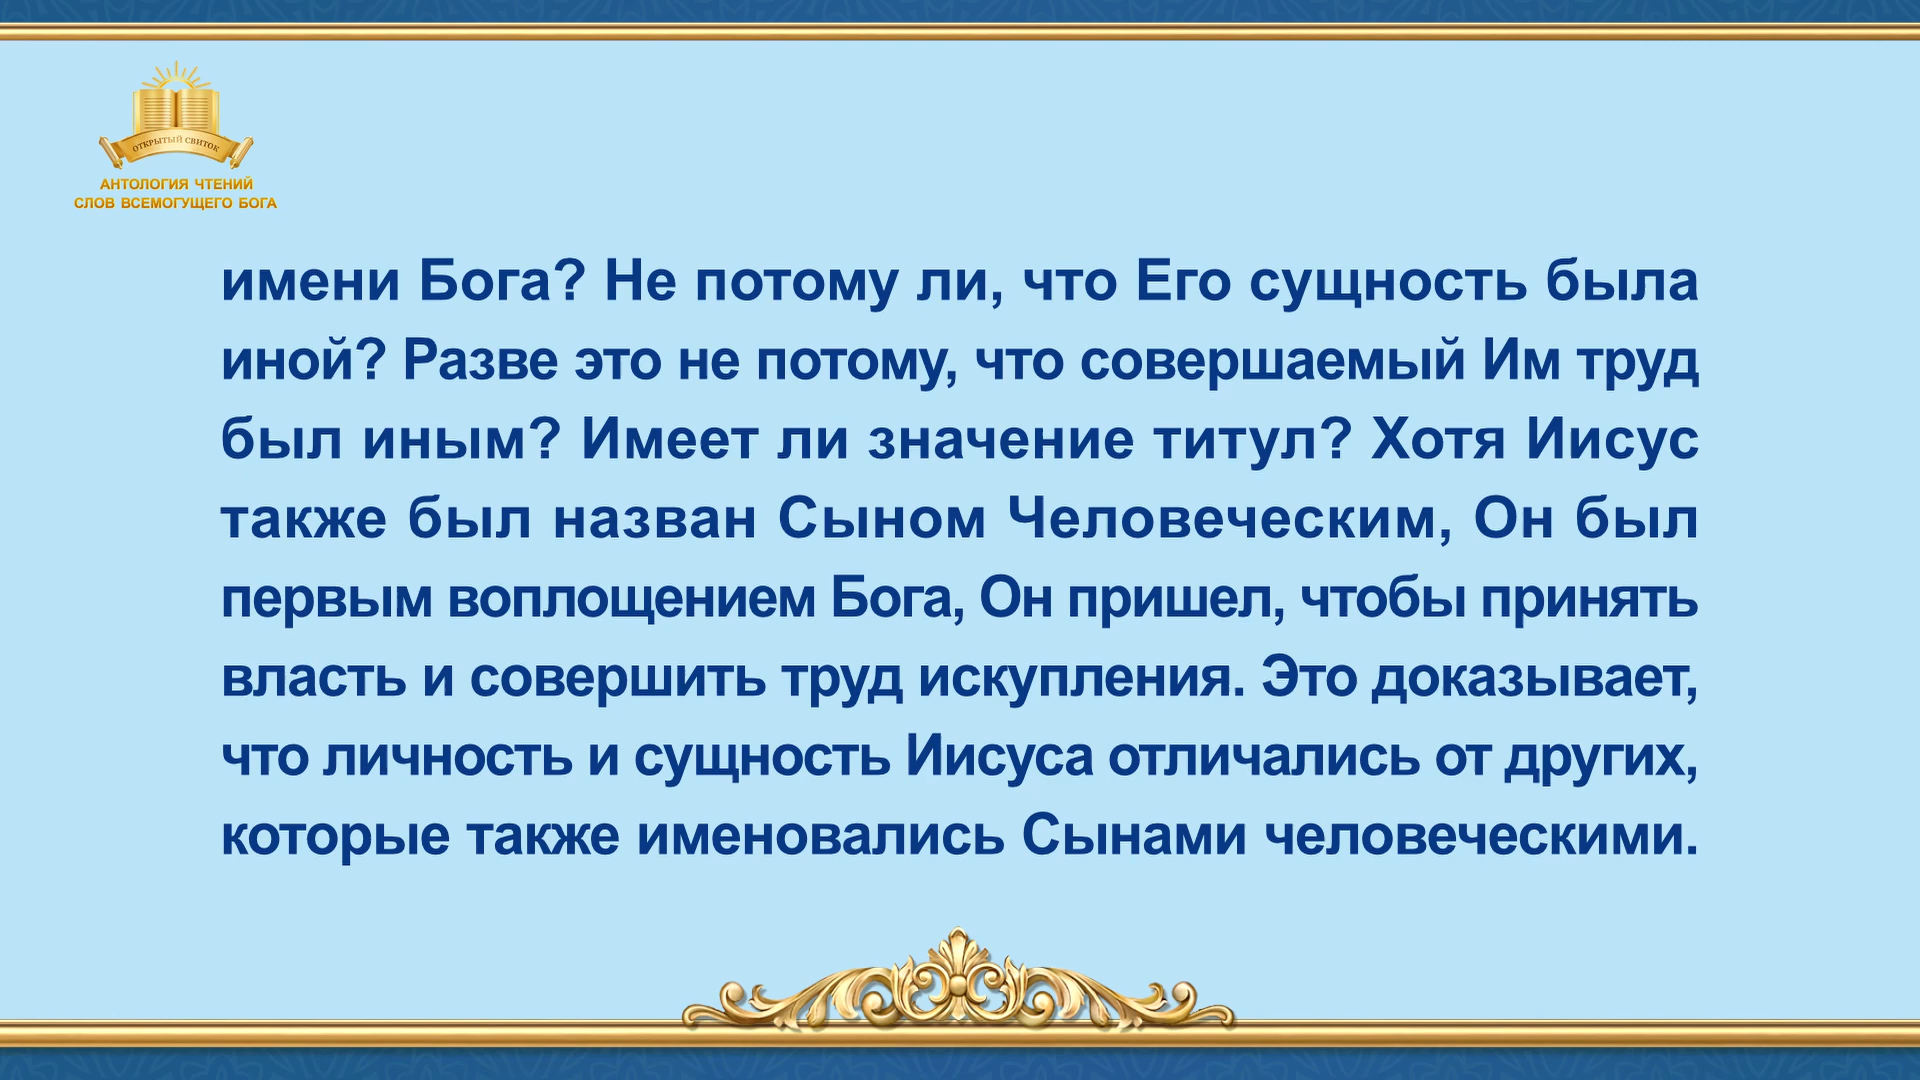 ОТКРЫТЫЙ СВИТОК
АНТОЛОГИЯ ЧТЕНИЙ
СЛОВ ВСЕМОГУЩЕГО БОГА
имени Бога? Не потому ли, что Его сущность была
иной? Разве это не потому, что совершаемый Им труд
был иным? Имеет ли значение титул? Хотя Иисус
также был назван Сыном Человеческим, Он был
первым воплощением Бога, Он пришел, чтобы принять
власть и совершить труд искупления. Это доказывает,
что личность и сущность Иисуса отличались от других,
которые также именовались Сынами человеческими.